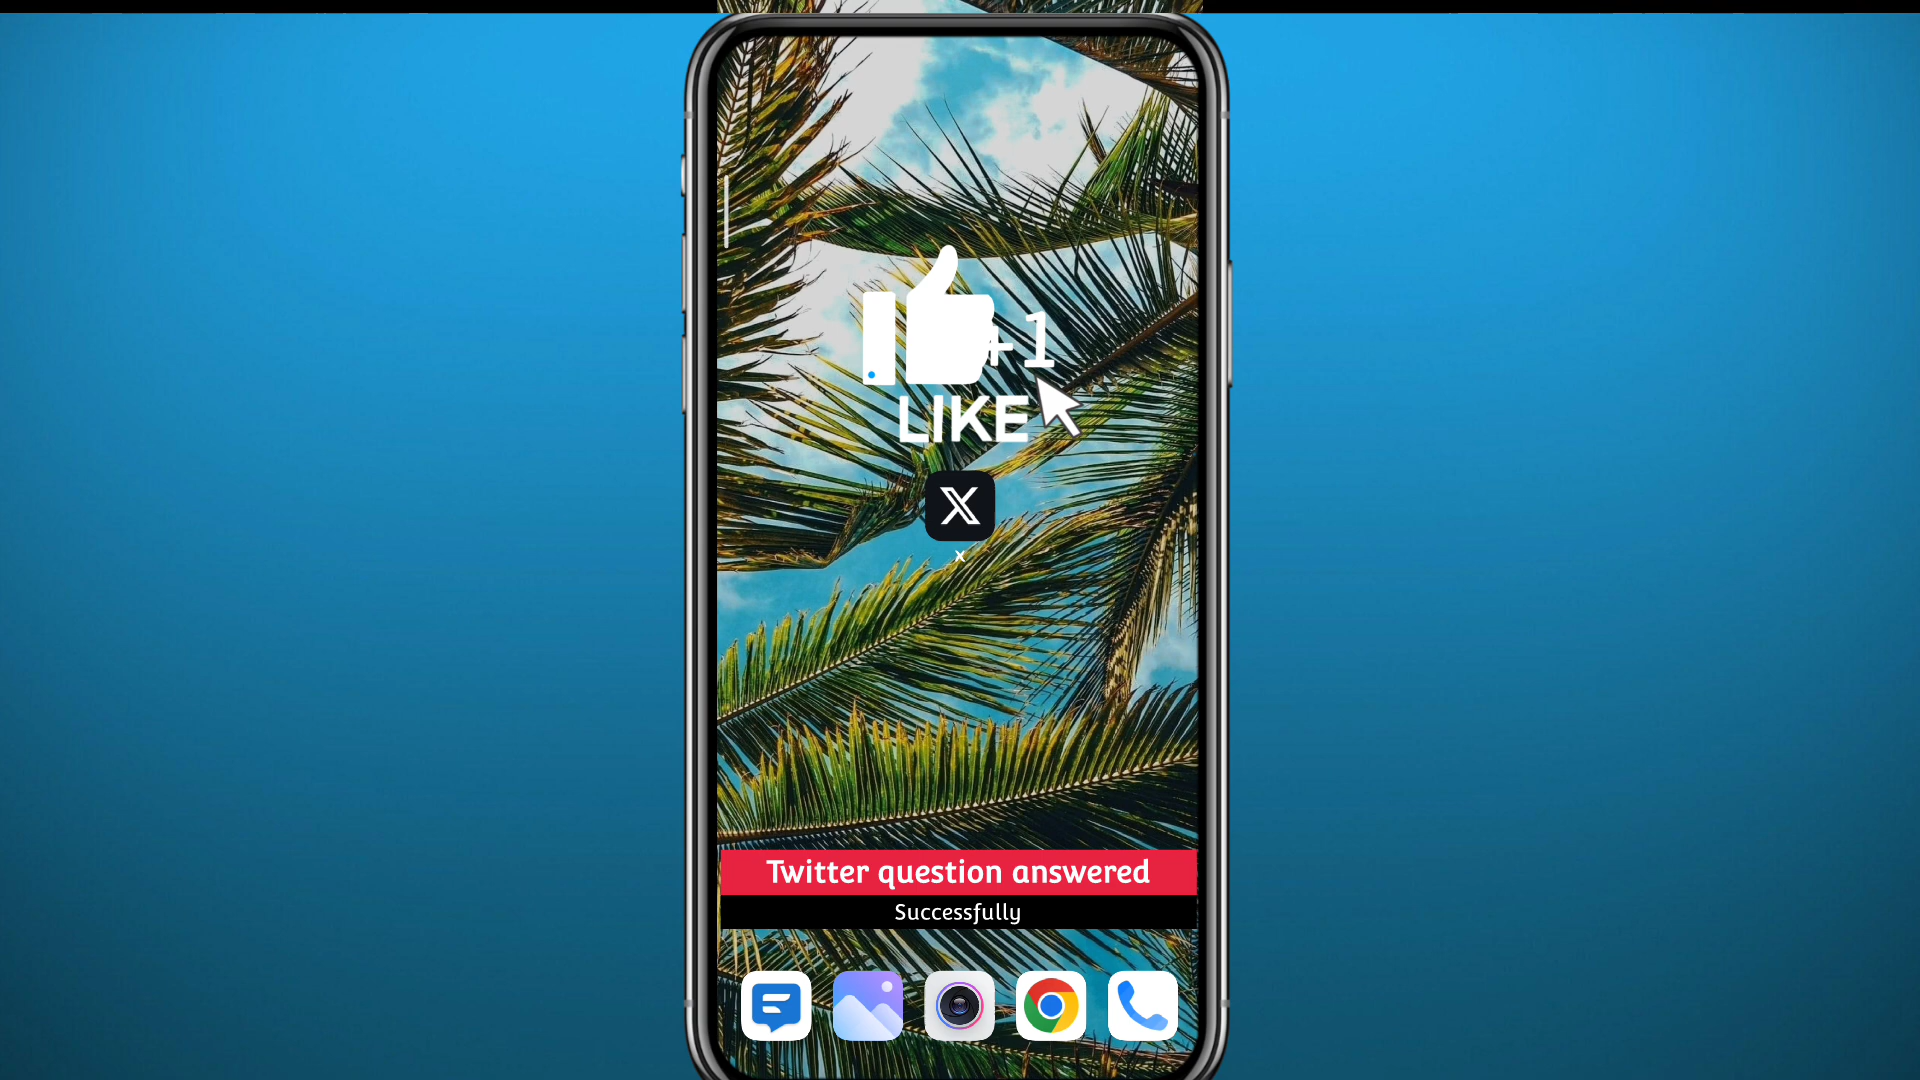 +1
LIKE
X
X
Twitter question answered
Successfully